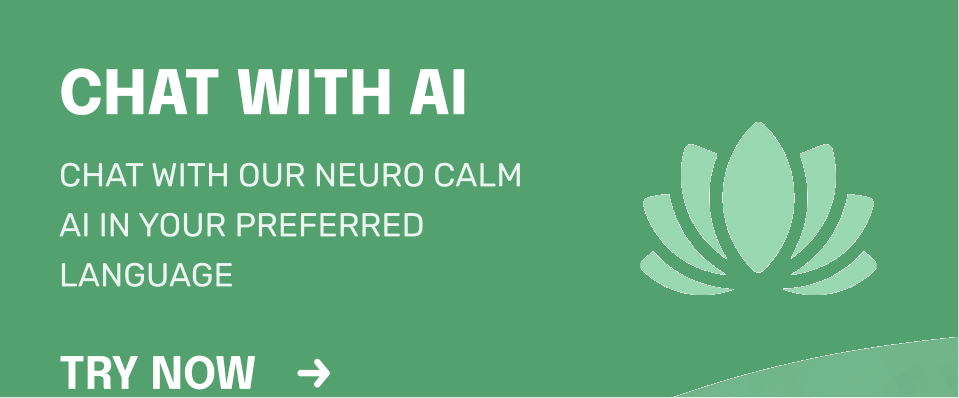 CHAT WITH AI
CHAT WITH OUR NEURO CALM
AI IN YOUR PREFERRED
LANGUAGE
TRY NOW →